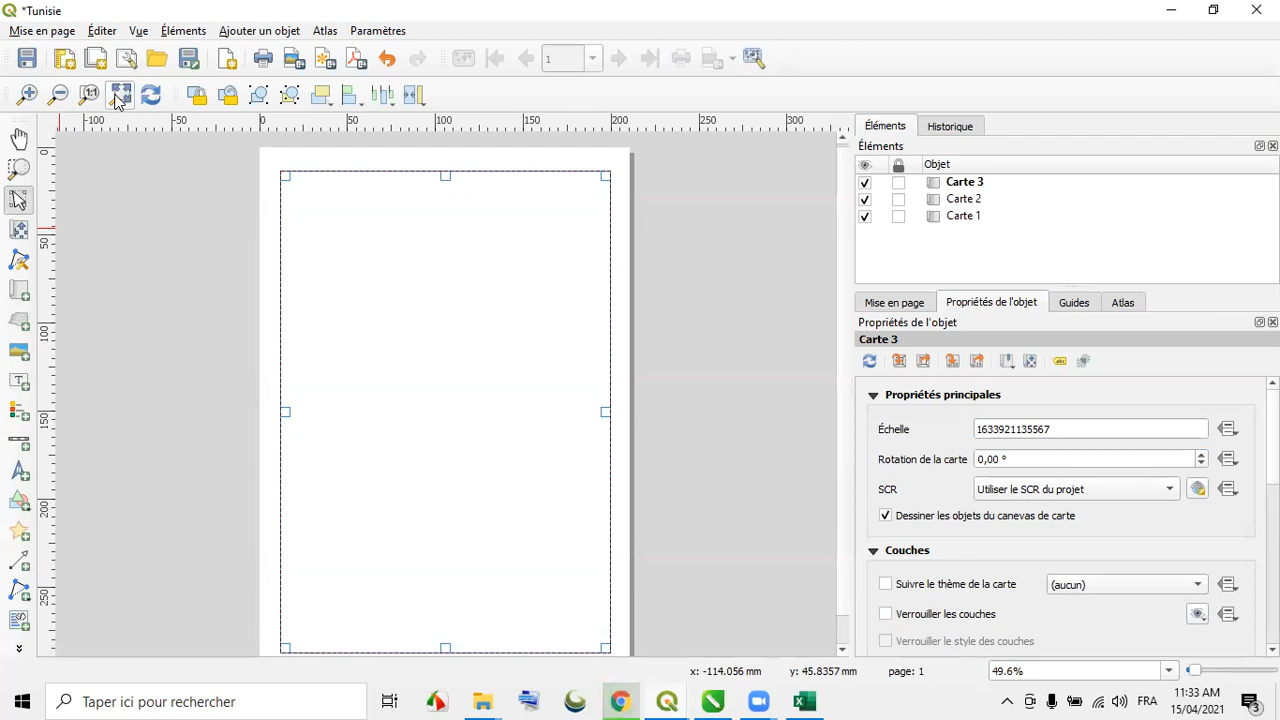 *Tunisie
Mise en page Éditer Vue Éléments Ajouter un objet Atlas Paramètres
1
1:1
-100 -50 0 50 100 150 200 250 300
0
50
100
150
200
250
Éléments Historique
Éléments
Objet
Carte 3
Carte 2
Carte 1
Mise en page Propriétés de l'objet Guides Atlas
Propriétés de l'objet
Carte 3
Propriétés principales
Échelle 1633921135567
Rotation de la carte 0,00 °
SCR Utiliser le SCR du projet
Dessiner les objets du canevas de carte
Couches
Suivre le thème de la carte (aucun)
Verrouiller les couches
Verrouiller le style des couches
x: -114.056 mm y: 45.8357 mm page: 1 49.6%
Taper ici pour rechercher
FRA
11:33 AM
15/04/2021
3